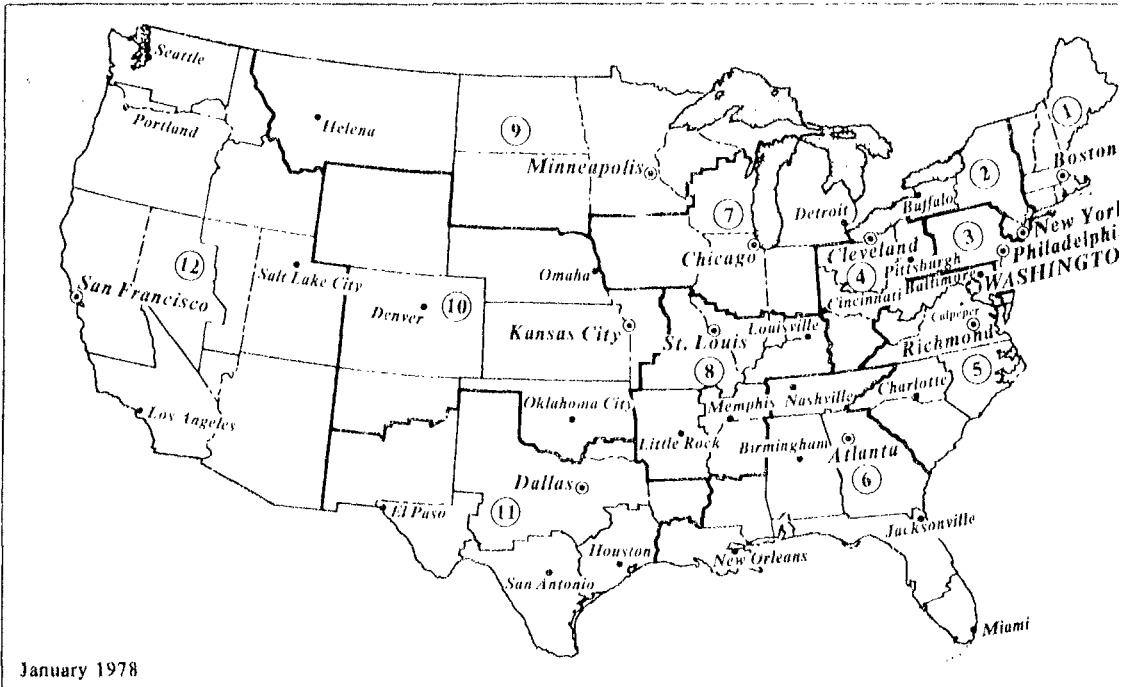 Seattle
Portland
Helena
9
Minneapolis
1
Boston
2
Buffalo
7
Detroit
New Yor
Cleveland
3
Philadelphi
Chicago
Pittsburgh
4
WASHINGTO
12
Salt Lake City
Omaha
Cincinnati
Baltimore
San Francisco
Denver
10
Kansas City
St. Louis
Louisville
Culpeper
Richmond
8
5
Charlotte
Los Angeles
Oklahoma City
Memphis
Nashville
Little Rock
Birmingham
Atlanta
6
Dallas
El Paso
11
Jacksonville
Houston
New Orleans
San Antonio
Miami
January 1978